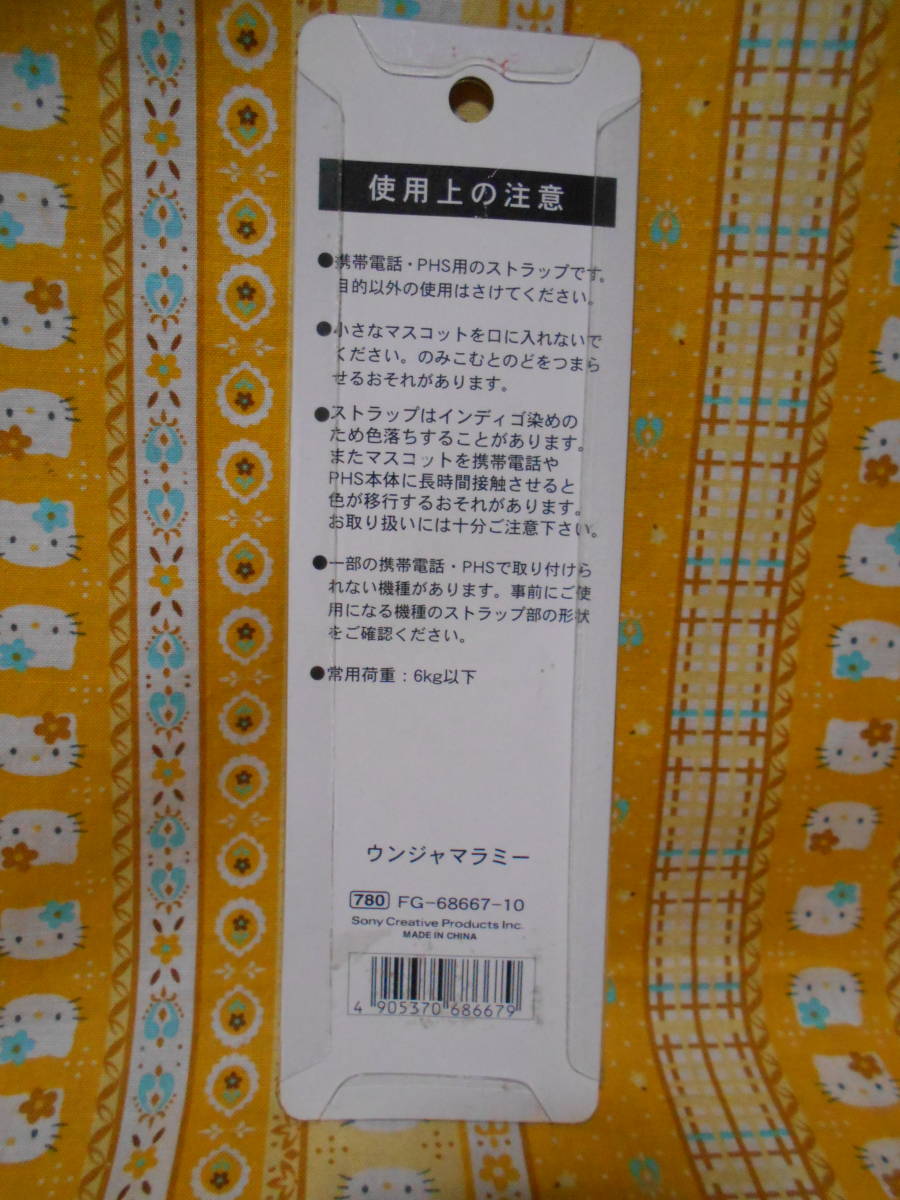 使用上の注意
●携帯電話・PHS用のストラップです。
目的以外の使用はさけてください。
●小さなマスコットを口に入れないで
ください。のみこむとのどをつまら
せるおそれがあります。
●ストラップはインディゴ染めの
ため色落ちすることがあります。
またマスコットを携帯電話や
PHS本体に長時間接触させると
色が移行するおそれがあります。
お取り扱いには十分ご注意下さい。
●一部の携帯電話・PHSで取り付けら
れない機種があります。事前にご使
用になる機種のストラップ部の形状
をご確認ください。
●常用荷重：6kg以下
ウンジャマラミー
780 FG-68667-10
Sony Creative Products Inc.
MADE IN CHINA
4 905370 686679